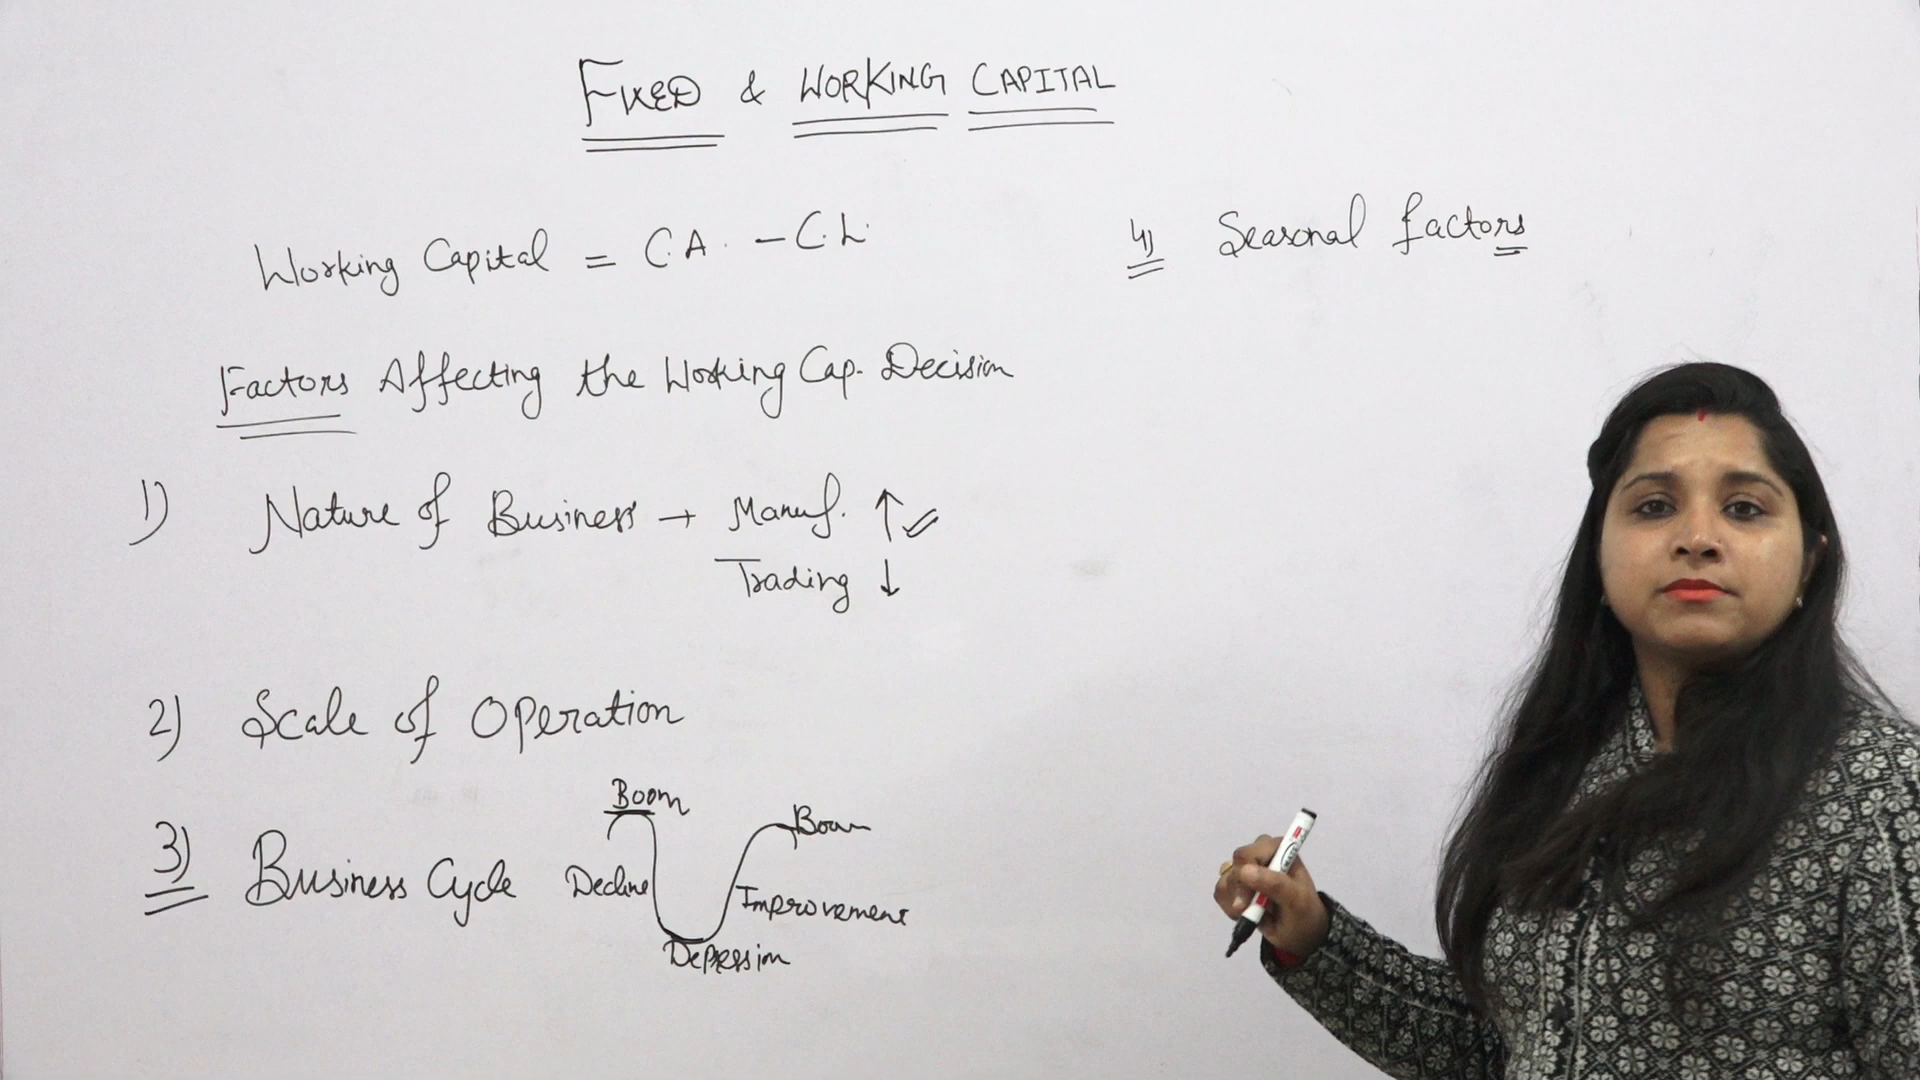 FIXED & WORKING CAPITAL
Working Capital = C.A. - C.L.
Factors Affecting the Working Cap. Decision
1) Nature of Business → Manuf. ↑
Trading ↓
2) Scale of Operation
3) Business Cycle
Boom
Decline
Depression
Improvement
Boom
4) Seasonal factors